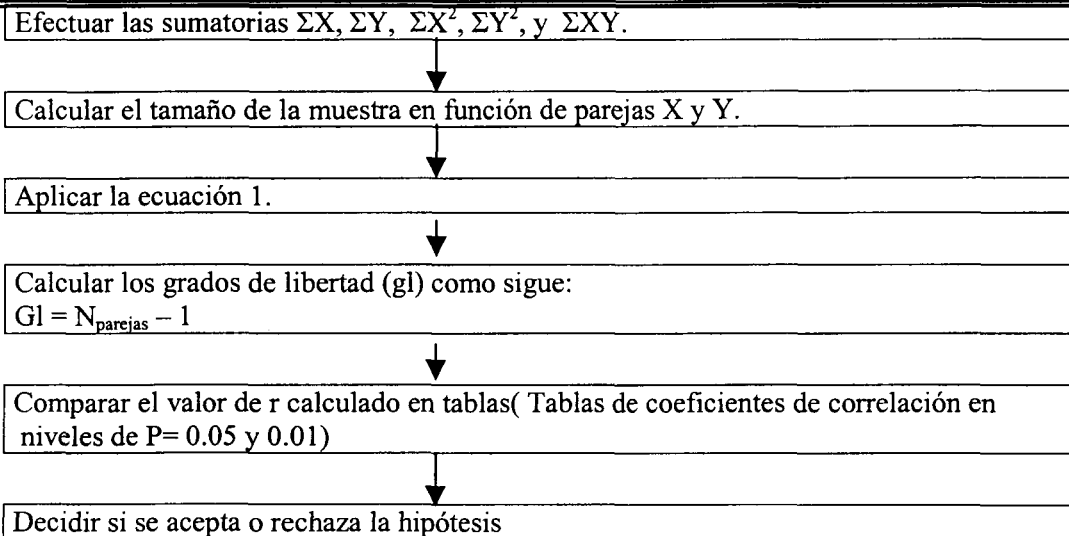 Efectuar las sumatorias ΣX, ΣY, ΣX², ΣY², y ΣXY.
Calcular el tamaño de la muestra en función de parejas X y Y.
Aplicar la ecuación 1.
Calcular los grados de libertad (gl) como sigue:
Gl = N_parejas – 1
Comparar el valor de r calculado en tablas( Tablas de coeficientes de correlación en
niveles de P= 0.05 y 0.01)
Decidir si se acepta o rechaza la hipótesis